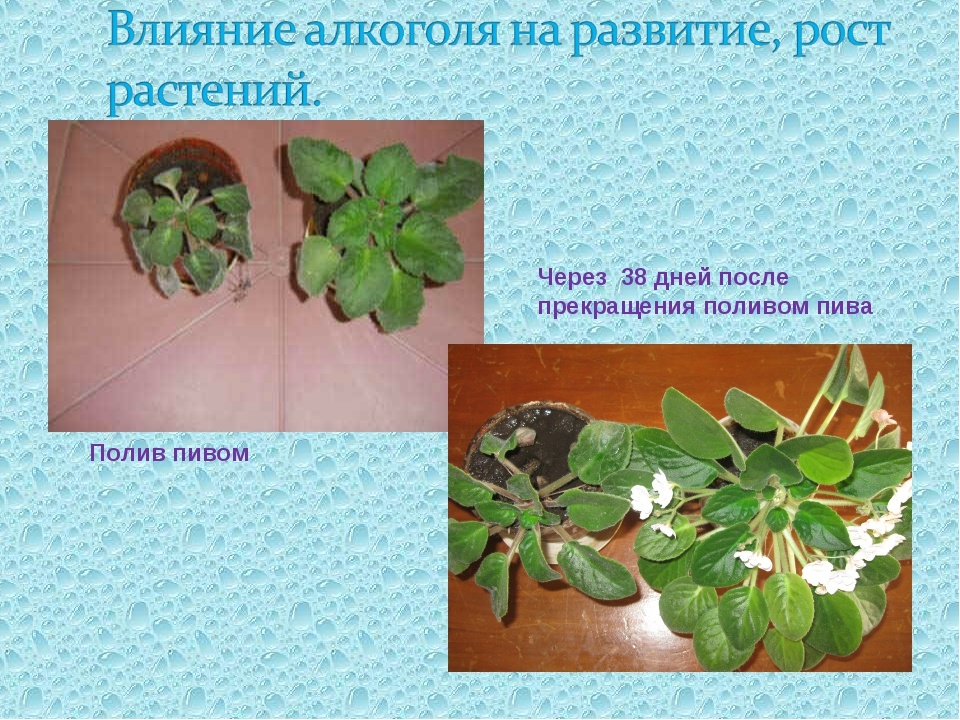 Влияние алкоголя на развитие, рост
растений.
Через 38 дней после
прекращения поливом пива
Полив пивом